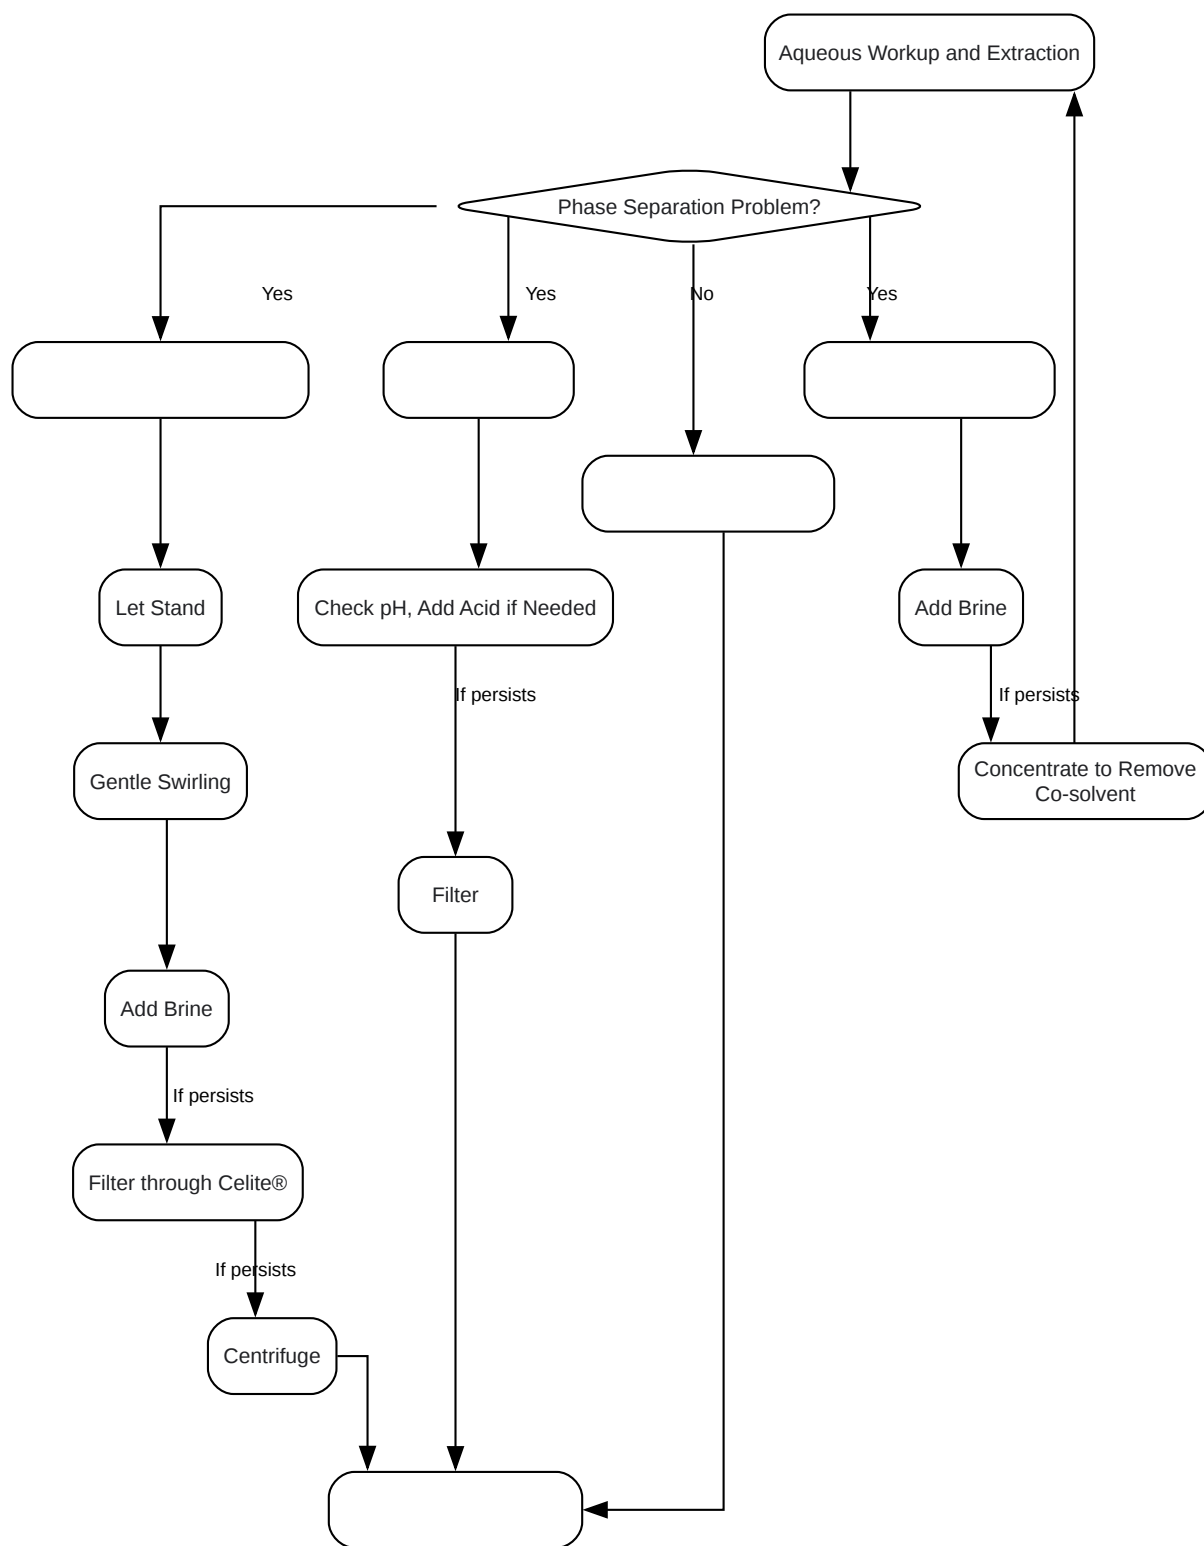 Aqueous Workup and Extraction
Phase Separation Problem?
Yes
Yes
No
Yes
Let Stand
Check pH, Add Acid if Needed
Add Brine
If persists
If persists
Gentle Swirling
Concentrate to Remove
Co-solvent
Filter
Add Brine
If persists
Filter through Celite®
If persists
Centrifuge